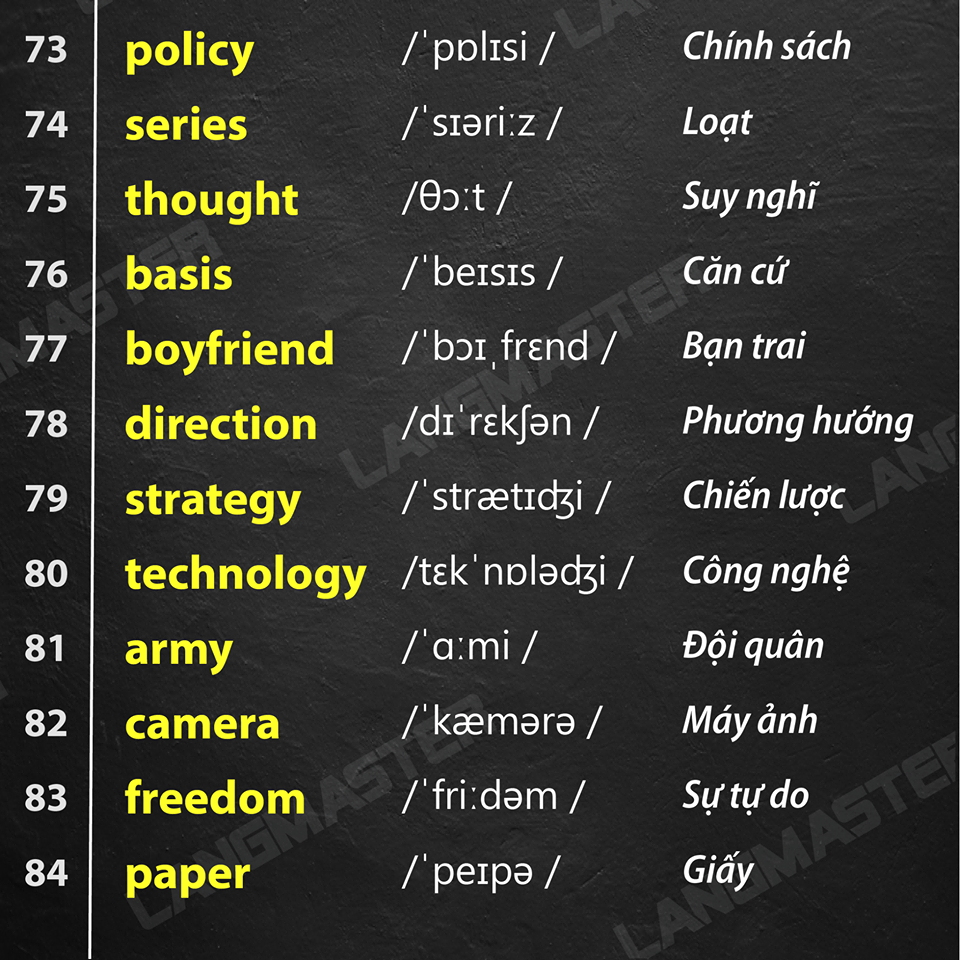 73 policy /ˈpɒlɪsi / Chính sách
74 series /ˈsɪəriːz / Loạt
75 thought /θɔːt / Suy nghĩ
76 basis /ˈbeɪsɪs / Căn cứ
77 boyfriend /ˈbɔɪˌfrɛnd / Bạn trai
78 direction /dɪˈrɛkʃən / Phương hướng
79 strategy /ˈstrætɪʤi / Chiến lược
80 technology /tɛkˈnɒləʤi / Công nghệ
81 army /ˈɑːmi / Đội quân
82 camera /ˈkæmərə / Máy ảnh
83 freedom /ˈfriːdəm / Sự tự do
84 paper /ˈpeɪpə / Giấy
LANGMASTER
LANGMASTER
LANGMASTER
LANGMASTER